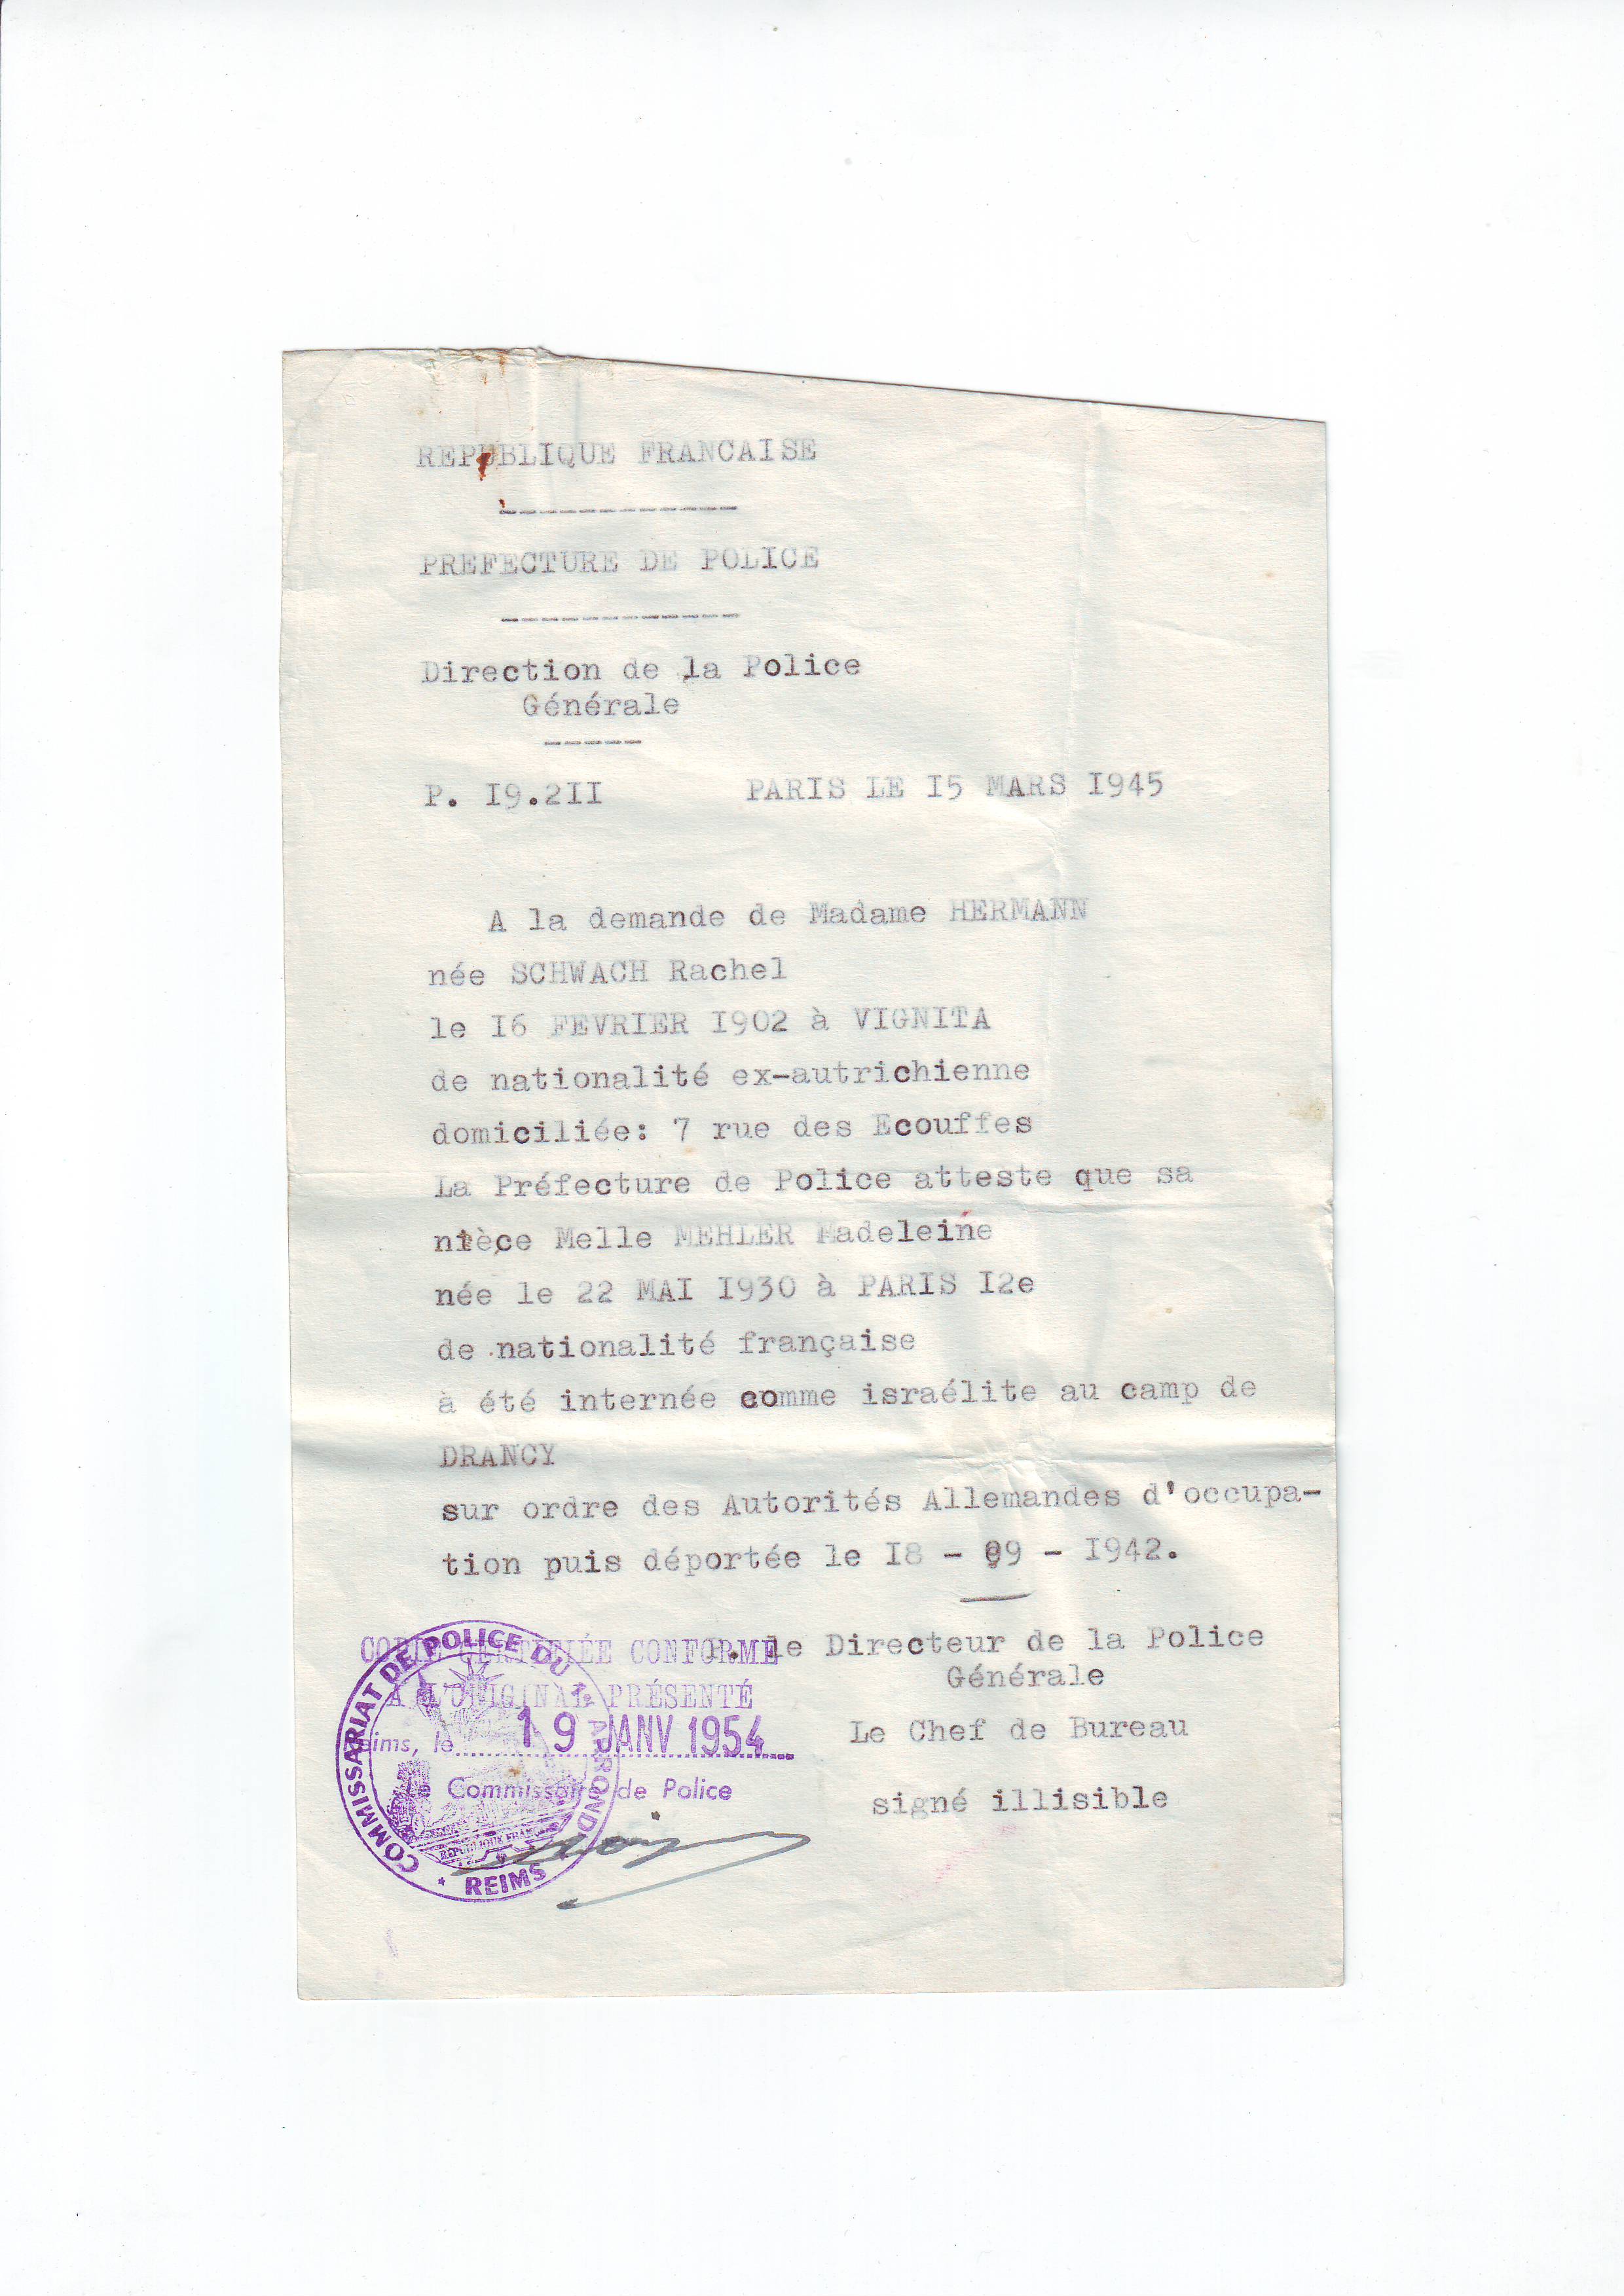 REPUBLIQUE FRANCAISE
------------
PREFECTURE DE POLICE
------------
Direction de la Police
Générale
-----
P. I9.2II PARIS LE I5 MARS I945
A la demande de Madame HERMANN
née SCHWACH Rachel
le I6 FEVRIER I902 à VIGNITA
de nationalité ex-autrichienne
domiciliée: 7 rue des Ecouffes
La Préfecture de Police atteste que sa
nièce Melle MEHLER Madeleine
née le 22 MAI I930 à PARIS I2e
de nationalité française
à été internée comme israélite au camp de
DRANCY
sur ordre des Autorités Allemandes d'occupa-
tion puis déportée le I8 - 09 - I942.
P. le Directeur de la Police
Générale
Le Chef de Bureau
signé illisible
COPIE CERTIFIÉE CONFORME
A L'ORIGINAL PRÉSENTÉ
Reims, le 19 JANV 1954
Le Commissaire de Police
COMMISSARIAT DE POLICE DU 1er ARROND
* REIMS
REPUBLIQUE FRANÇAISE